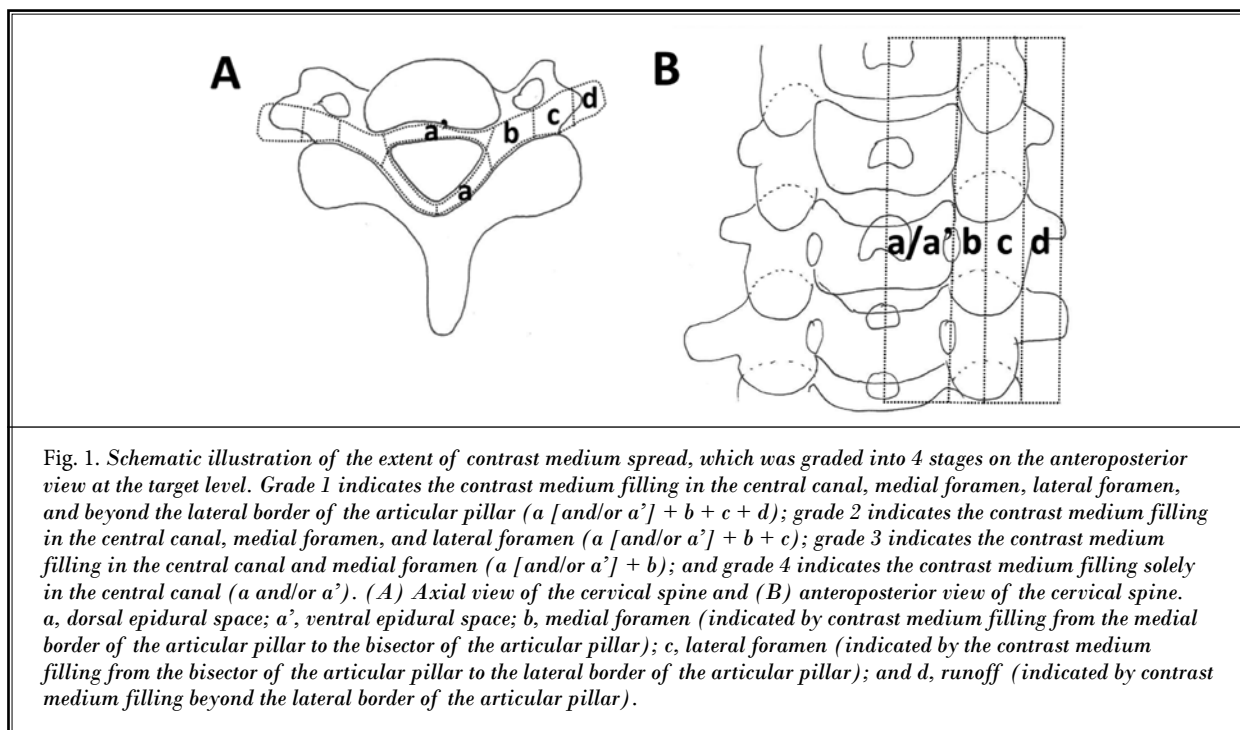 A
B
a'
b
c
d
a
a/a' b c d
Fig. 1. Schematic illustration of the extent of contrast medium spread, which was graded into 4 stages on the anteroposterior
view at the target level. Grade 1 indicates the contrast medium filling in the central canal, medial foramen, lateral foramen,
and beyond the lateral border of the articular pillar (a [and/or a’] + b + c + d); grade 2 indicates the contrast medium filling
in the central canal, medial foramen, and lateral foramen (a [and/or a’] + b + c); grade 3 indicates the contrast medium
filling in the central canal and medial foramen (a [and/or a’] + b); and grade 4 indicates the contrast medium filling solely
in the central canal (a and/or a’). (A) Axial view of the cervical spine and (B) anteroposterior view of the cervical spine.
a, dorsal epidural space; a’, ventral epidural space; b, medial foramen (indicated by contrast medium filling from the medial
border of the articular pillar to the bisector of the articular pillar); c, lateral foramen (indicated by the contrast medium
filling from the bisector of the articular pillar to the lateral border of the articular pillar); and d, runoff (indicated by contrast
medium filling beyond the lateral border of the articular pillar).